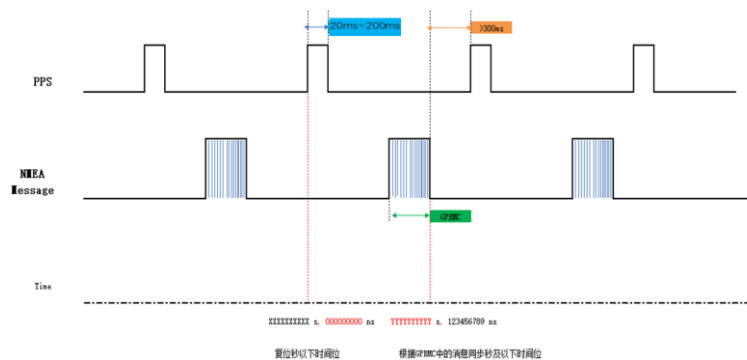 20ms~200ms
>300ms
PPS
NMEA
Message
GPRMC
Time
XXXXXXXXXX s, 000000000 ns
YYYYYYYYYY s, 123456789 ns
复位秒以下时间位
根据GPRMC中的消息同步秒及以下时间位